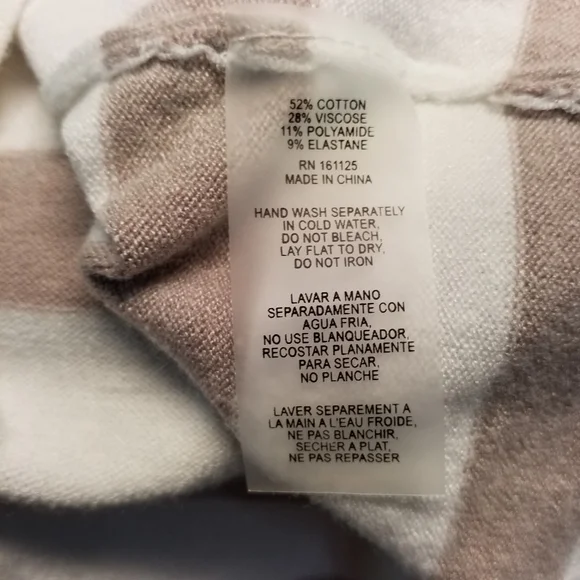 52% COTTON
28% VISCOSE
11% POLYAMIDE
9% ELASTANE
RN 161125
MADE IN CHINA
HAND WASH SEPARATELY
IN COLD WATER,
DO NOT BLEACH,
LAY FLAT TO DRY,
DO NOT IRON
LAVAR A MANO
SEPARADAMENTE CON
AGUA FRIA,
NO USE BLANQUEADOR,
RECOSTAR PLANAMENTE
PARA SECAR,
NO PLANCHE
LAVER SEPAREMENT A
LA MAIN A L'EAU FROIDE,
NE PAS BLANCHIR,
SECHER A PLAT,
NE PAS REPASSER